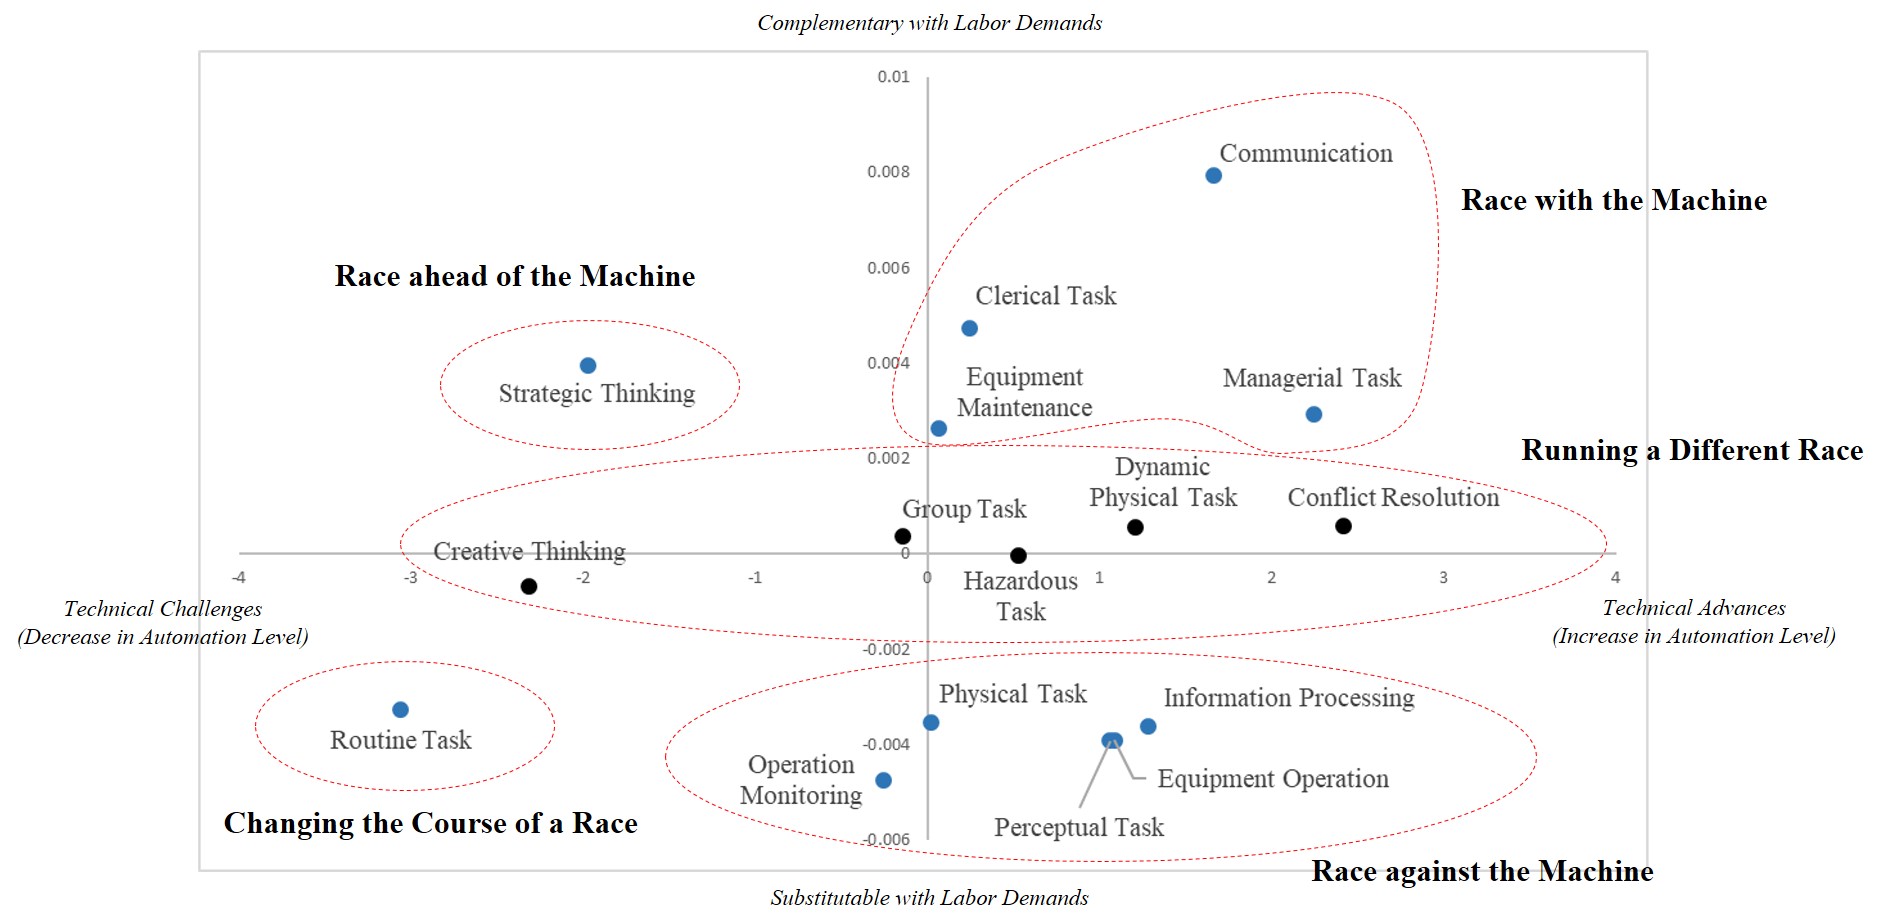 Complementary with Labor Demands
0.01
Communication
0.008
Race with the Machine
Race ahead of the Machine
0.006
Clerical Task
0.004
Equipment
Maintenance
Managerial Task
Strategic Thinking
0.002
Running a Different Race
Dynamic
Physical Task
Conflict Resolution
Group Task
Creative Thinking
0
-4
-3
-2
-1
0
1
2
3
4
Hazardous
Task
Technical Challenges
(Decrease in Automation Level)
Technical Advances
(Increase in Automation Level)
-0.002
Physical Task
Information Processing
Routine Task
-0.004
Operation
Monitoring
Equipment Operation
Perceptual Task
Changing the Course of a Race
-0.006
Race against the Machine
Substitutable with Labor Demands